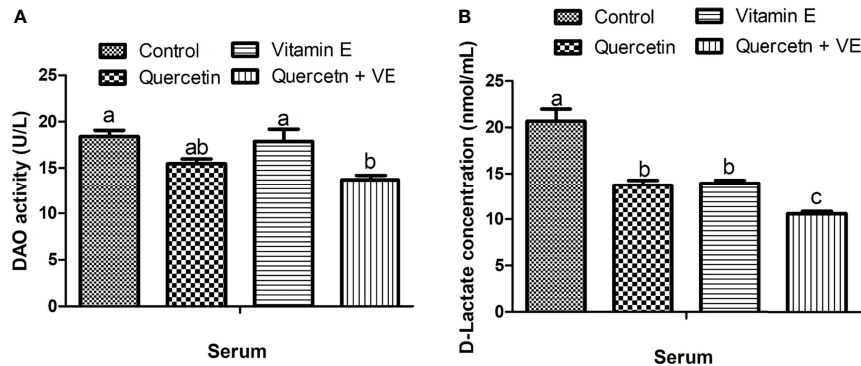 A
Control
Vitamin E
Quercetin
Quercetn + VE
DAO activity (U/L)
25
20
15
10
5
0
a
ab
a
b
Serum
B
Control
Vitamin E
Quercetin
Quercetn + VE
D-Lactate concentration (nmol/mL)
25
20
15
10
5
0
a
b
b
c
Serum